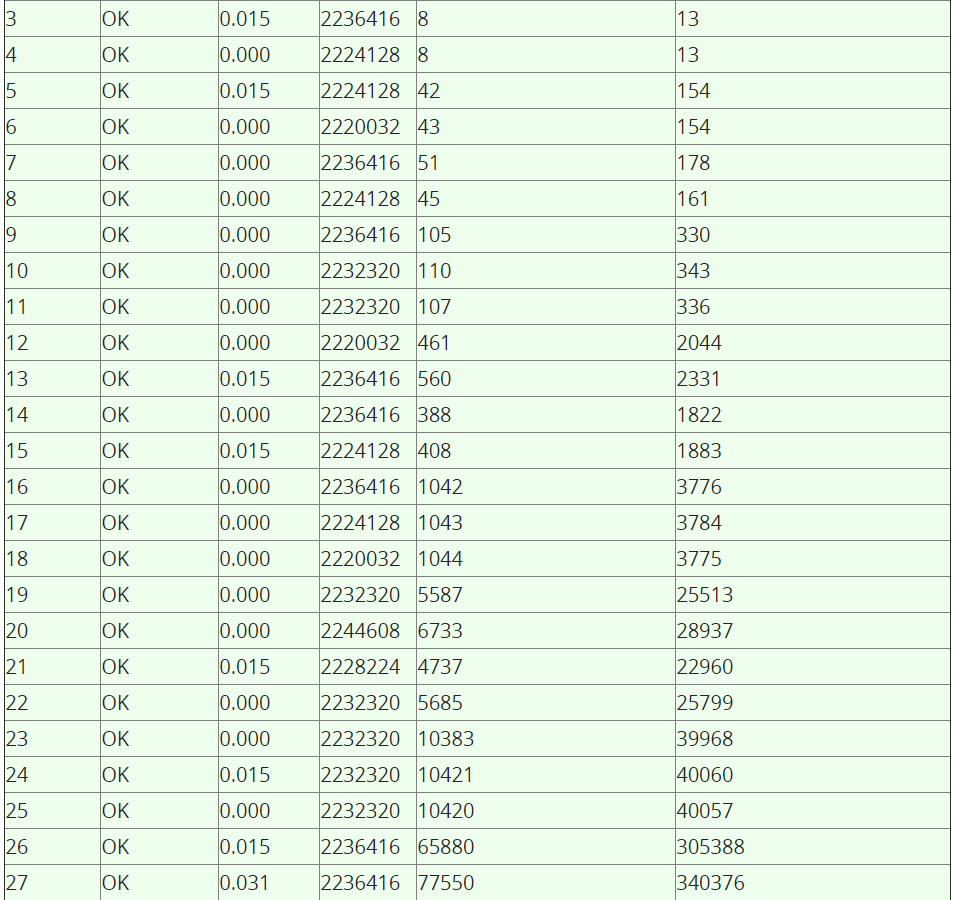 3 OK 0.015 2236416 8 13
4 OK 0.000 2224128 8 13
5 OK 0.015 2224128 42 154
6 OK 0.000 2220032 43 154
7 OK 0.000 2236416 51 178
8 OK 0.000 2224128 45 161
9 OK 0.000 2236416 105 330
10 OK 0.000 2232320 110 343
11 OK 0.000 2232320 107 336
12 OK 0.000 2220032 461 2044
13 OK 0.015 2236416 560 2331
14 OK 0.000 2236416 388 1822
15 OK 0.015 2224128 408 1883
16 OK 0.000 2236416 1042 3776
17 OK 0.000 2224128 1043 3784
18 OK 0.000 2220032 1044 3775
19 OK 0.000 2232320 5587 25513
20 OK 0.000 2244608 6733 28937
21 OK 0.015 2228224 4737 22960
22 OK 0.000 2232320 5685 25799
23 OK 0.000 2232320 10383 39968
24 OK 0.015 2232320 10421 40060
25 OK 0.000 2232320 10420 40057
26 OK 0.015 2236416 65880 305388
27 OK 0.031 2236416 77550 340376